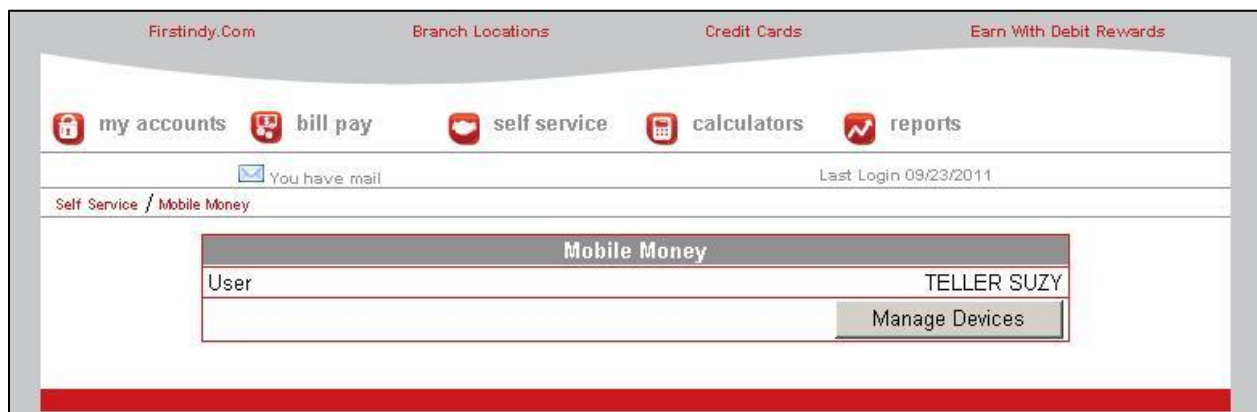 Firstindy.Com Branch Locations Credit Cards Earn With Debit Rewards
my accounts bill pay self service calculators reports
You have mail Last Login 09/23/2011
Self Service / Mobile Money
Mobile Money
User TELLER SUZY
Manage Devices